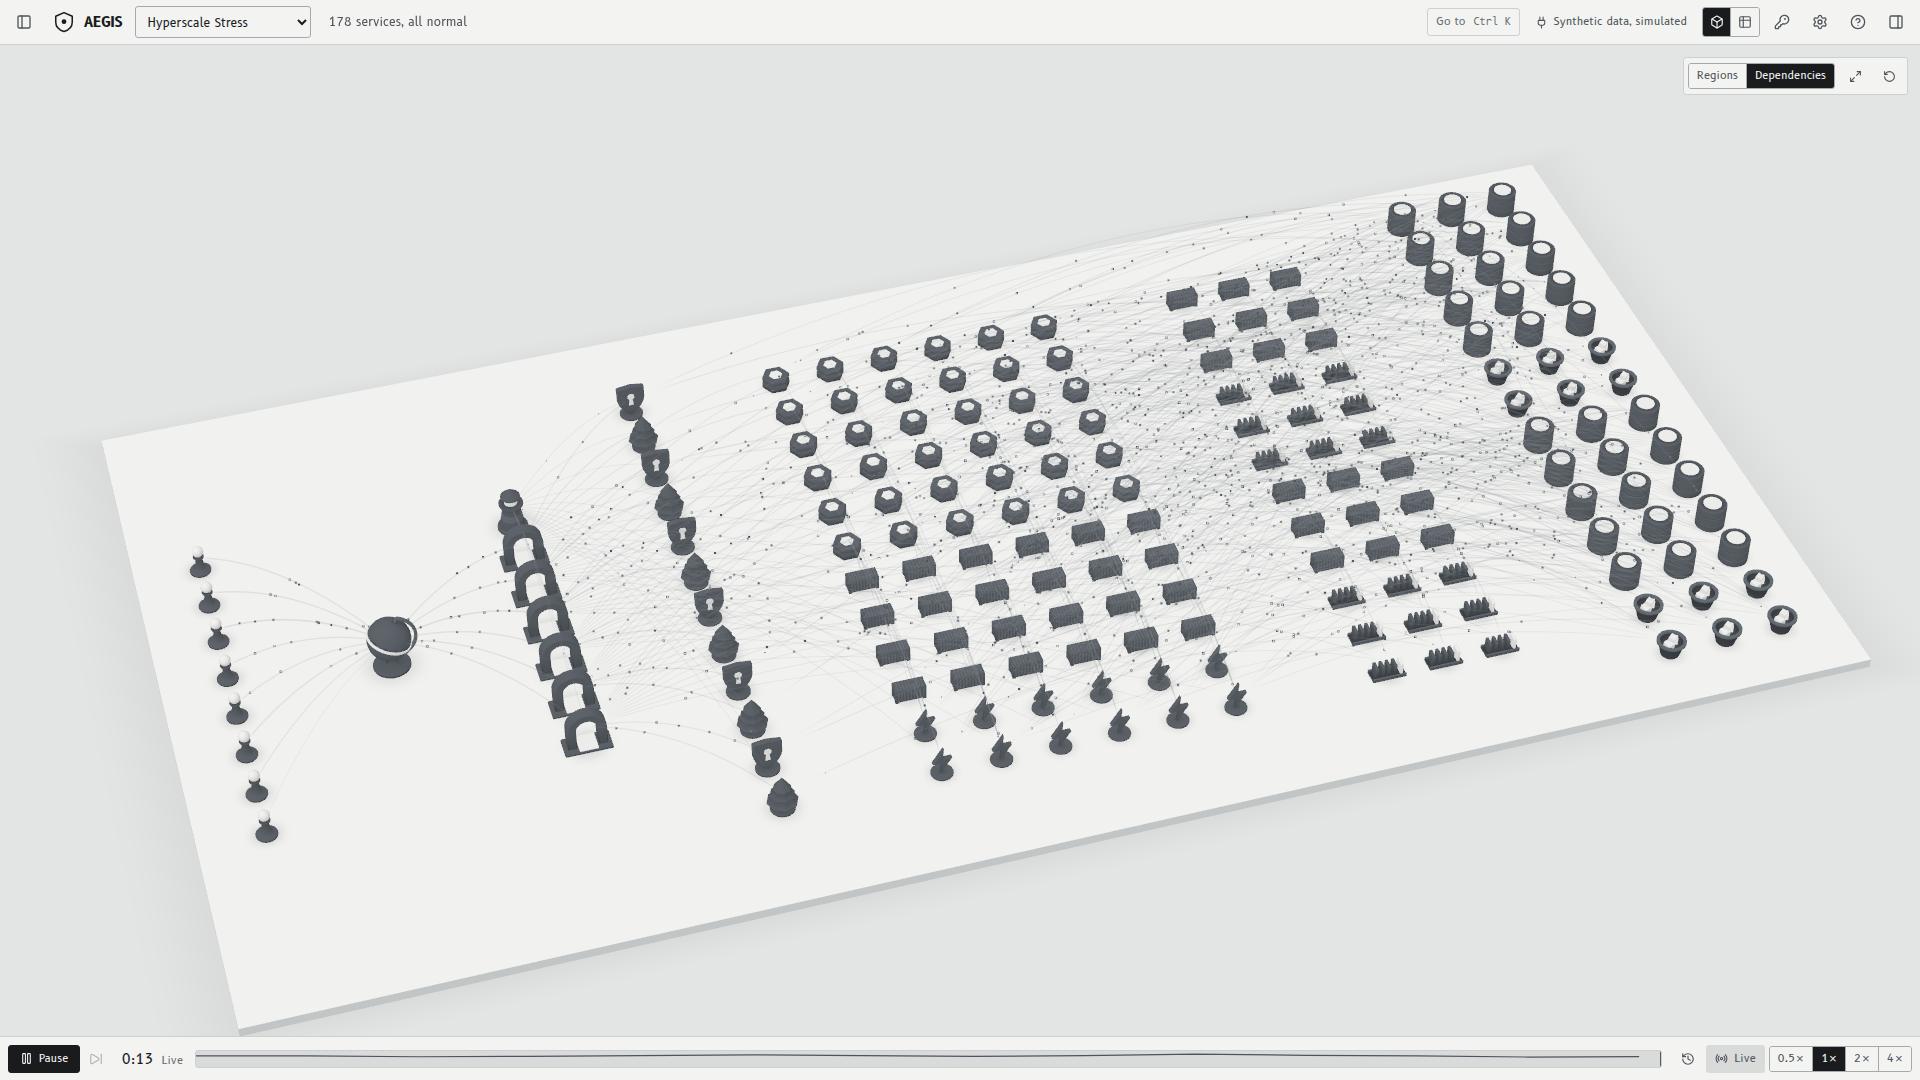 AEGIS
Hyperscale Stress
178 services, all normal
Go to Ctrl K
Synthetic data, simulated
Regions
Dependencies
Pause
0:13 Live
Live
0.5×
1×
2×
4×